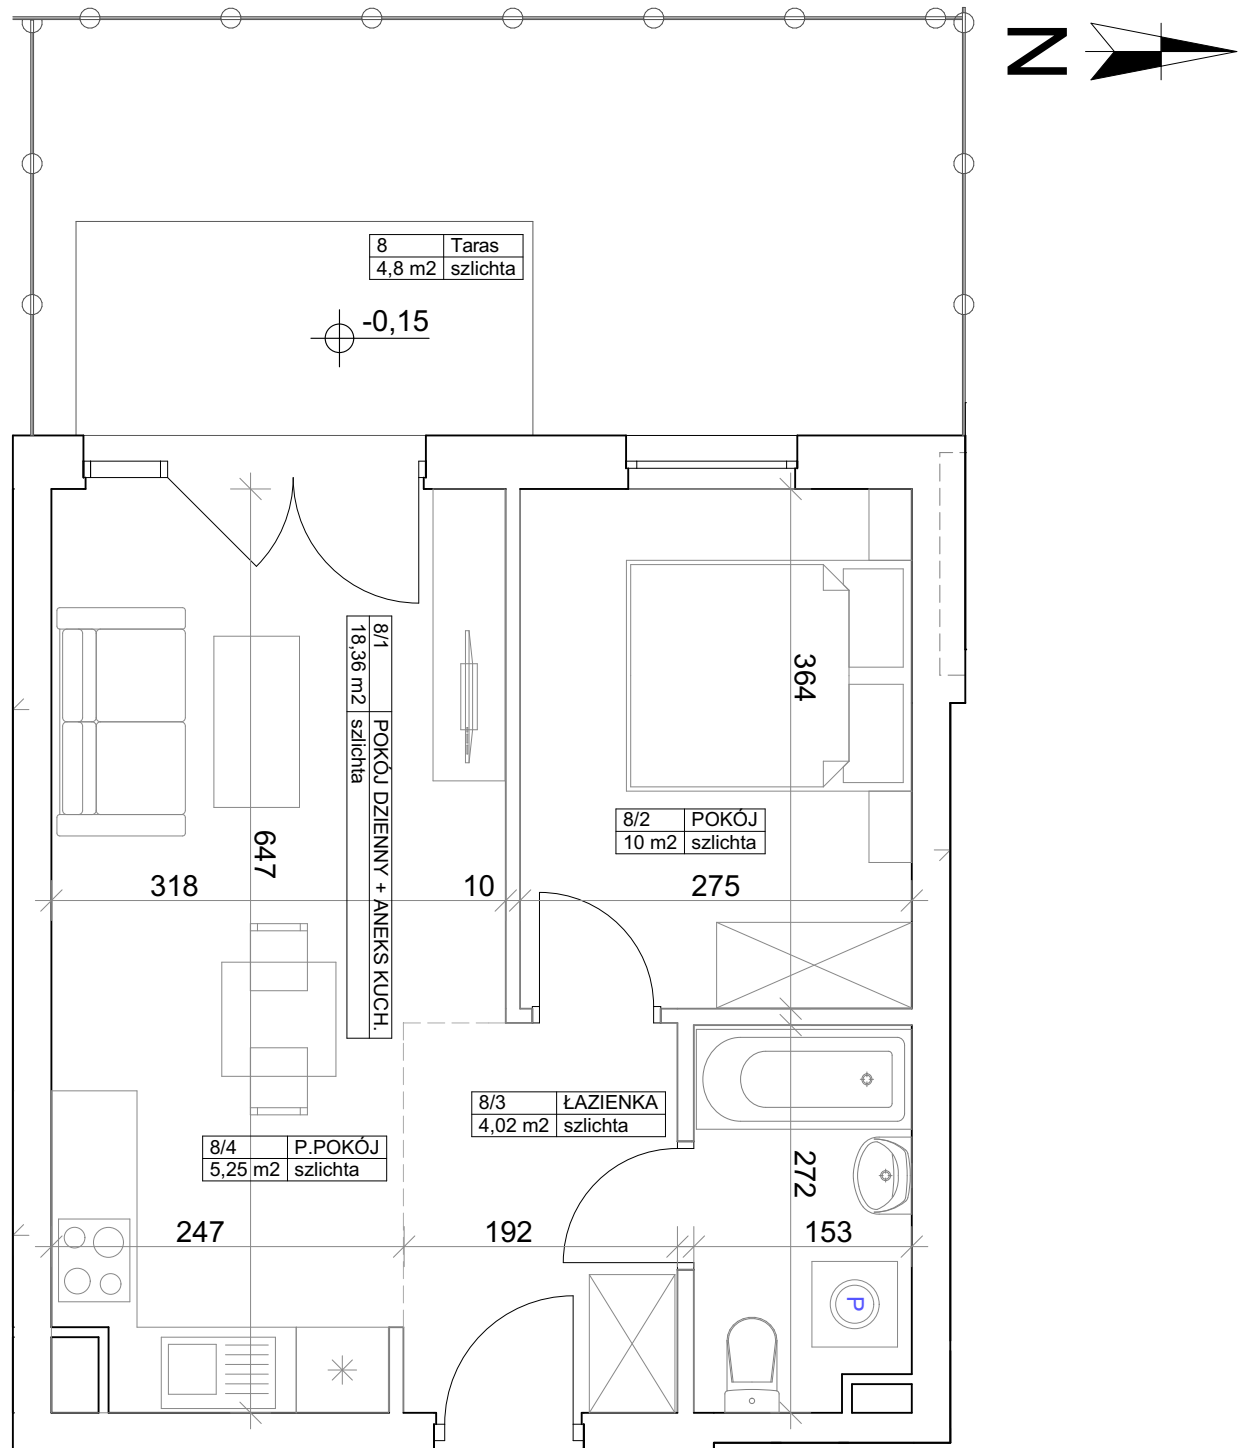 N
8 Taras
4,8 m2 szlichta
-0,15
8/1 POKÓJ DZIENNY + ANEKS KUCH.
18,36 m2 szlichta
364
647
8/2 POKÓJ
10 m2 szlichta
318 10 275
8/3 ŁAZIENKA
4,02 m2 szlichta
8/4 P.POKÓJ
5,25 m2 szlichta
272
247 192 153
P